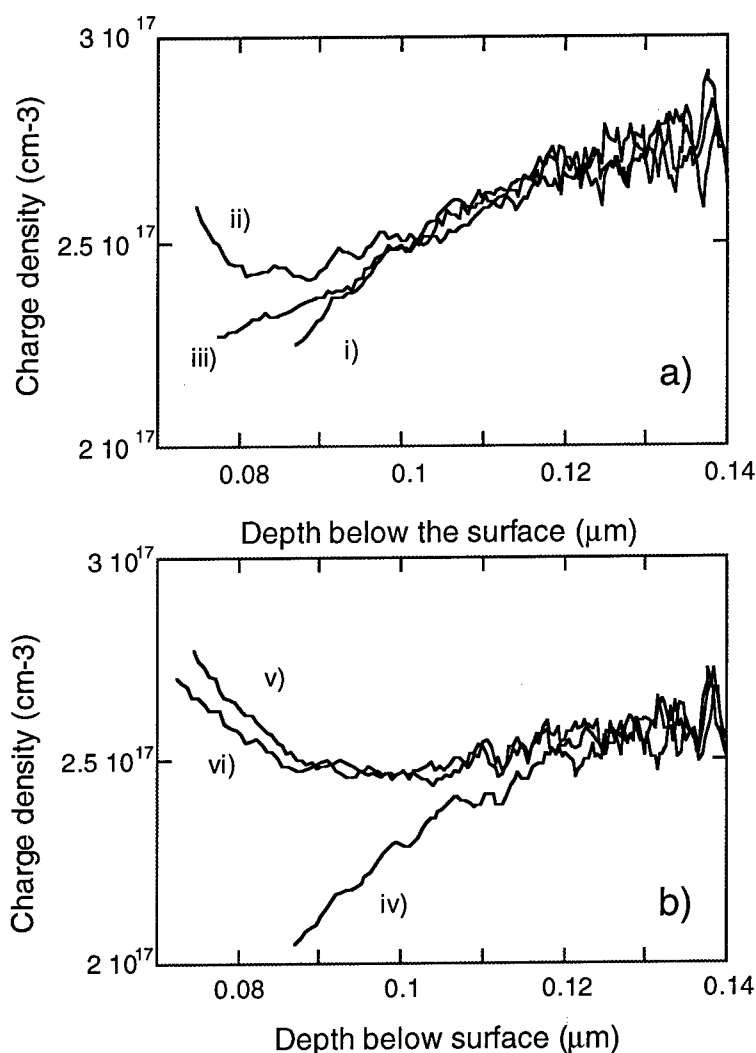 3 10 17
Charge density (cm-3)
2.5 10 17
2 10 17
ii)
iii)
i)
a)
0.08
0.1
0.12
0.14
Depth below the surface (μm)
3 10 17
Charge density (cm-3)
2.5 10 17
2 10 17
v)
vi)
iv)
b)
0.08
0.1
0.12
0.14
Depth below surface (μm)